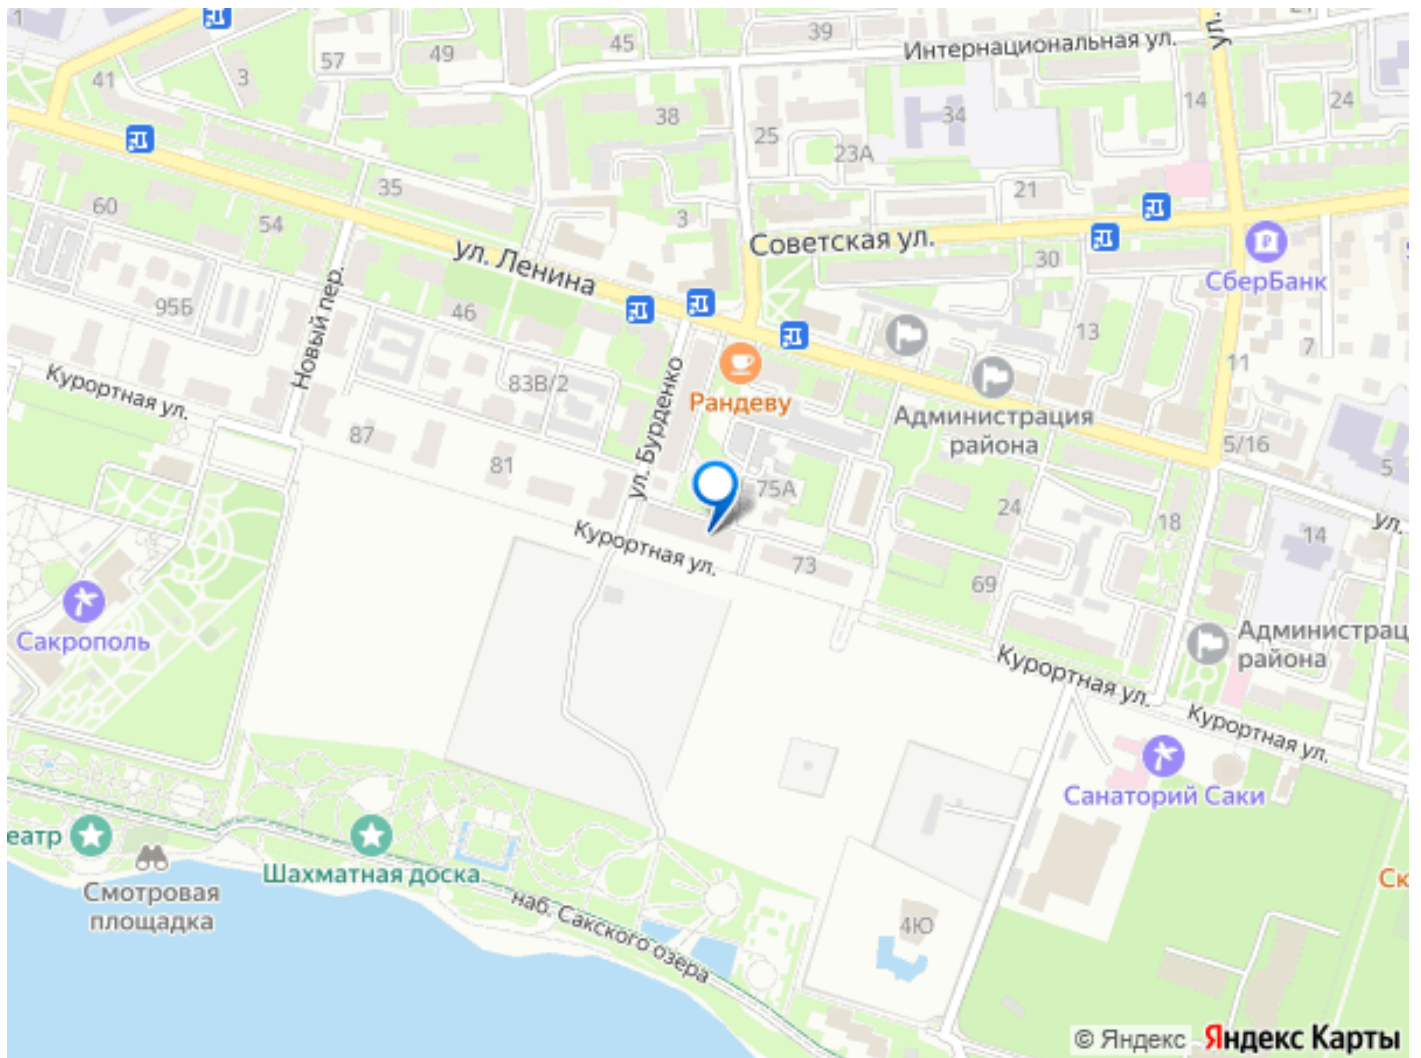 1
45
39
21
Интернациональная ул.
ул.
57
49
41
3
14
24
38
34
25
23А
35
21
60
54
3
Советская ул.
ул. Ленина
30
СберБанк
5
95Б
46
Новый пер.
13
7
11
83В/2
ул. Бурденко
Рандеву
Администрация
района
Курортная ул.
87
81
5/16
5
75А
24
18
14
ул.
Курортная ул.
73
69
Сакрополь
Администрац
района
Курортная ул.
Курортная ул.
Санаторий Саки
еатр
Шахматная доска
Смотровая
площадка
Ск
наб. Сакского озера
4Ю
© Яндекс Яндекс Карты